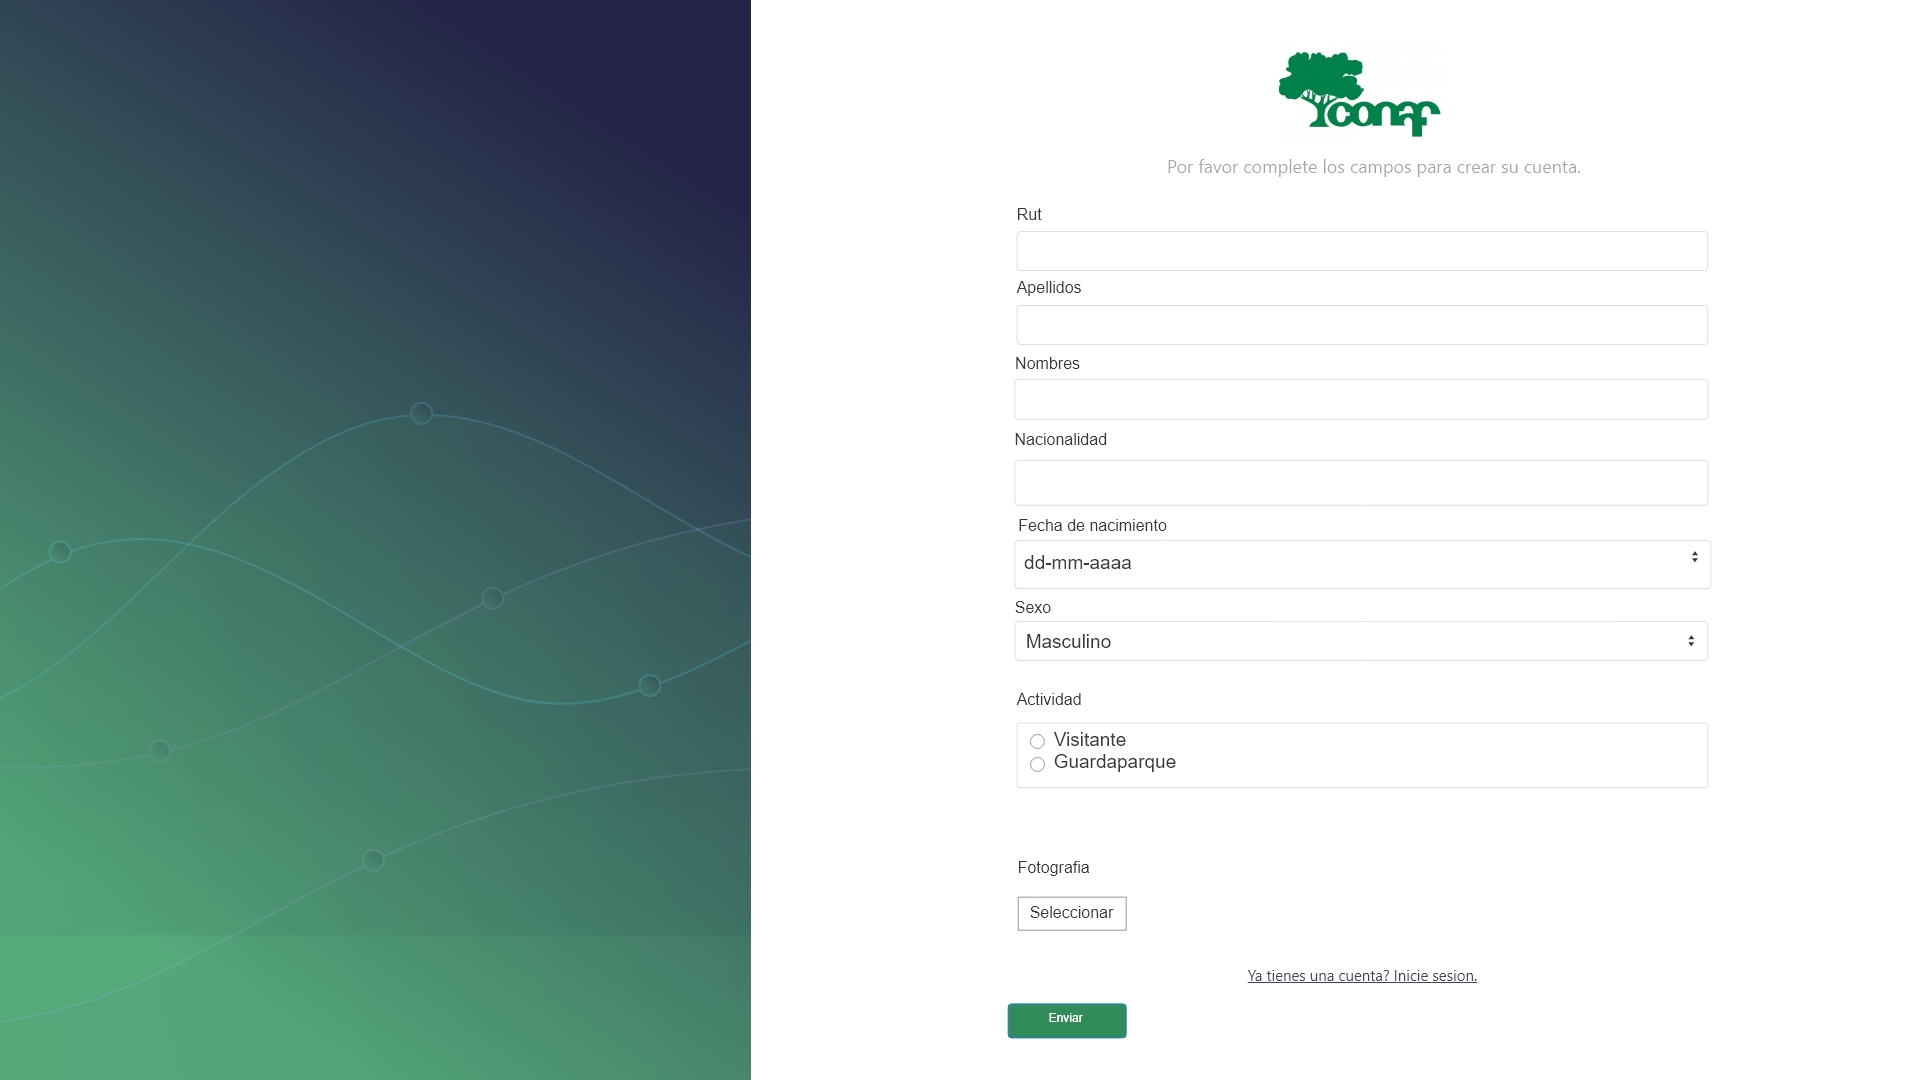 conaf
Por favor complete los campos para crear su cuenta.
Rut
Apellidos
Nombres
Nacionalidad
Fecha de nacimiento
dd-mm-aaaa
Sexo
Masculino
Actividad
Visitante
Guardaparque
Fotografia
Seleccionar
Ya tienes una cuenta? Inicie sesion.
Enviar